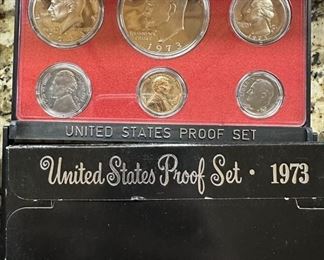 1973
UNITED STATES PROOF SET
United States Proof Set · 1973